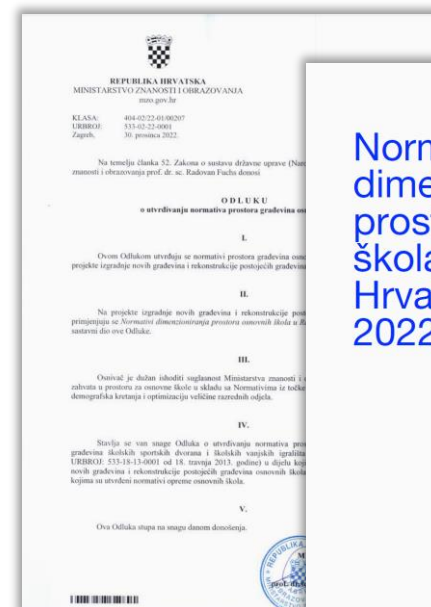 REPUBLIKA HRVATSKA
MINISTARSTVO ZNANOSTI I OBRAZOVANJA
mzo.gov.hr
KLASA: 404-02/22-01/00207
URBROJ: 533-02-22-0001
Zagreb, 30. prosinca 2022.
Na temelju članka 52. Zakona o sustavu državne uprave
znanosti i obrazovanja prof. dr. sc. Radovan Fuchs donosi
O D L U K U
o utvrđivanju normativa prostora građevina
I.
Ovom Odlukom utvrđuju se normativi prostora građevina
projekte izgradnje novih građevina i rekonstrukcije postojećih građevina
II.
Na projekte izgradnje novih građevina i rekonstrukcije
primjenjuju se Normativi dimenzioniranja prostora osnovnih škola u
sastavni dio ove Odluke.
III.
Osnivač je dužan ishoditi suglasnost Ministarstva znanosti i
zahvata u prostoru za osnovne škole u skladu sa Normativima iz točke
demografska kretanja i optimizaciju veličine razrednih odjela.
IV.
Stavlja se van snage Odluka o utvrđivanju normativa
građevina školskih sportskih dvorana i školskih vanjskih igrališta
URBROJ: 533-18-13-0001 od 18. travnja 2013. godine) u dijelu
novih građevina i rekonstrukcije postojećih građevina osnovnih
kojima su utvrđeni normativi opreme osnovnih škola.
V.
Ova Odluka stupa na snagu danom donošenja.
Norm
dime
pros
škola
Hrva
2022